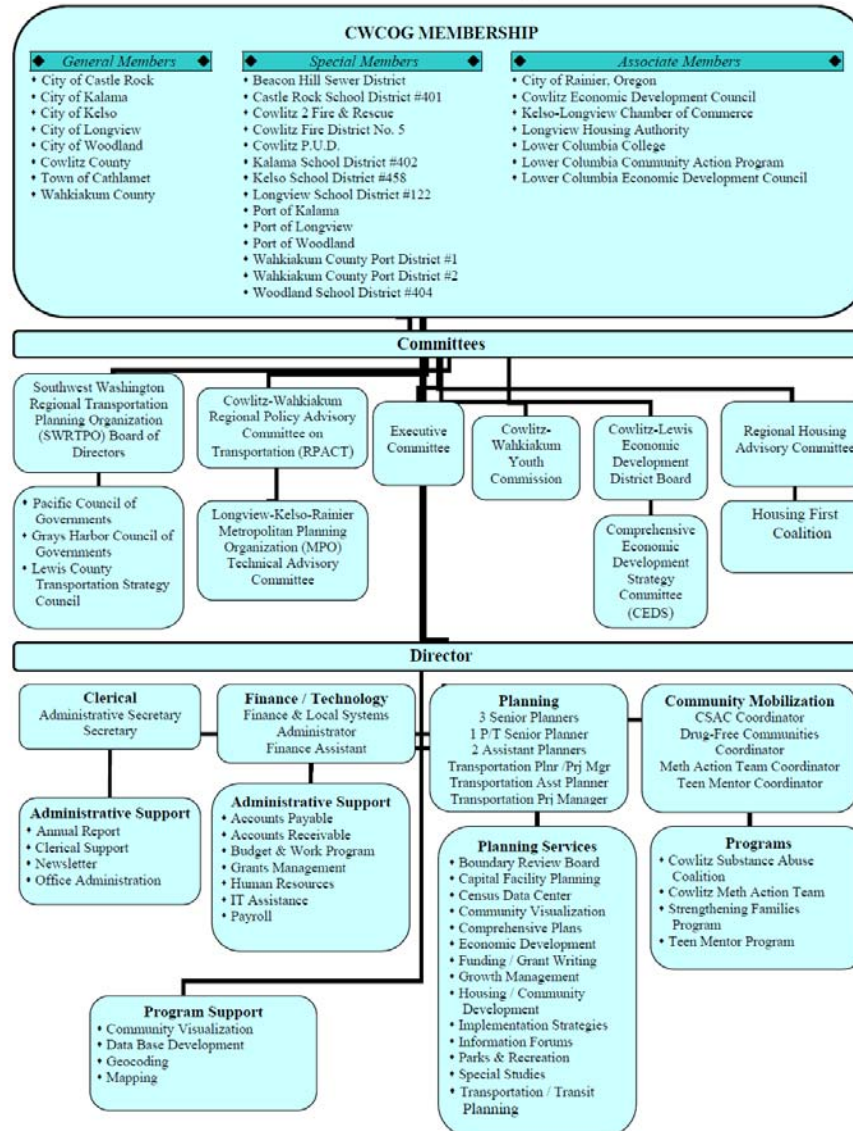 CWCOG MEMBERSHIP
General Members
City of Castle Rock
City of Kalama
City of Kelso
City of Longview
City of Woodland
Cowlitz County
Town of Cathlamet
Wahkiakum County
Special Members
Beacon Hill Sewer District
Castle Rock School District #401
Cowlitz 2 Fire & Rescue
Cowlitz Fire District No. 5
Cowlitz P.U.D.
Kalama School District #402
Kelso School District #458
Longview School District #122
Port of Kalama
Port of Longview
Port of Woodland
Wahkiakum County Port District #1
Wahkiakum County Port District #2
Woodland School District #404
Associate Members
City of Rainier, Oregon
Cowlitz Economic Development Council
Kelso-Longview Chamber of Commerce
Longview Housing Authority
Lower Columbia College
Lower Columbia Community Action Program
Lower Columbia Economic Development Council
Committees
Southwest Washington
Regional Transportation
Planning Organization
(SWRTPO) Board of
Directors
Pacific Council of
Governments
Grays Harbor Council of
Governments
Lewis County
Transportation Strategy
Council
Cowlitz-Wahkiakum
Regional Policy Advisory
Committee on
Transportation (RPACT)
Longview-Kelso-Rainier
Metropolitan Planning
Organization (MPO)
Technical Advisory
Committee
Executive
Committee
Cowlitz-
Wahkiakum
Youth
Commission
Cowlitz-Lewis
Economic
Development
District Board
Comprehensive
Economic
Development
Strategy
Committee
(CEDS)
Regional Housing
Advisory Committee
Housing First
Coalition
Director
Clerical
Administrative Secretary
Secretary
Administrative Support
Annual Report
Clerical Support
Newsletter
Office Administration
Finance / Technology
Finance & Local Systems
Administrator
Finance Assistant
Administrative Support
Accounts Payable
Accounts Receivable
Budget & Work Program
Grants Management
Human Resources
IT Assistance
Payroll
Planning
3 Senior Planners
1 P/T Senior Planner
2 Assistant Planners
Transportation Plnr /Prj Mgr
Transportation Asst Planner
Transportation Prj Manager
Planning Services
Boundary Review Board
Capital Facility Planning
Census Data Center
Community Visualization
Comprehensive Plans
Economic Development
Funding / Grant Writing
Growth Management
Housing / Community
Development
Implementation Strategies
Information Forums
Parks & Recreation
Special Studies
Transportation / Transit
Planning
Community Mobilization
CSAC Coordinator
Drug-Free Communities
Coordinator
Meth Action Team Coordinator
Teen Mentor Coordinator
Programs
Cowlitz Substance Abuse
Coalition
Cowlitz Meth Action Team
Strengthening Families
Program
Teen Mentor Program
Program Support
Community Visualization
Data Base Development
Geocoding
Mapping